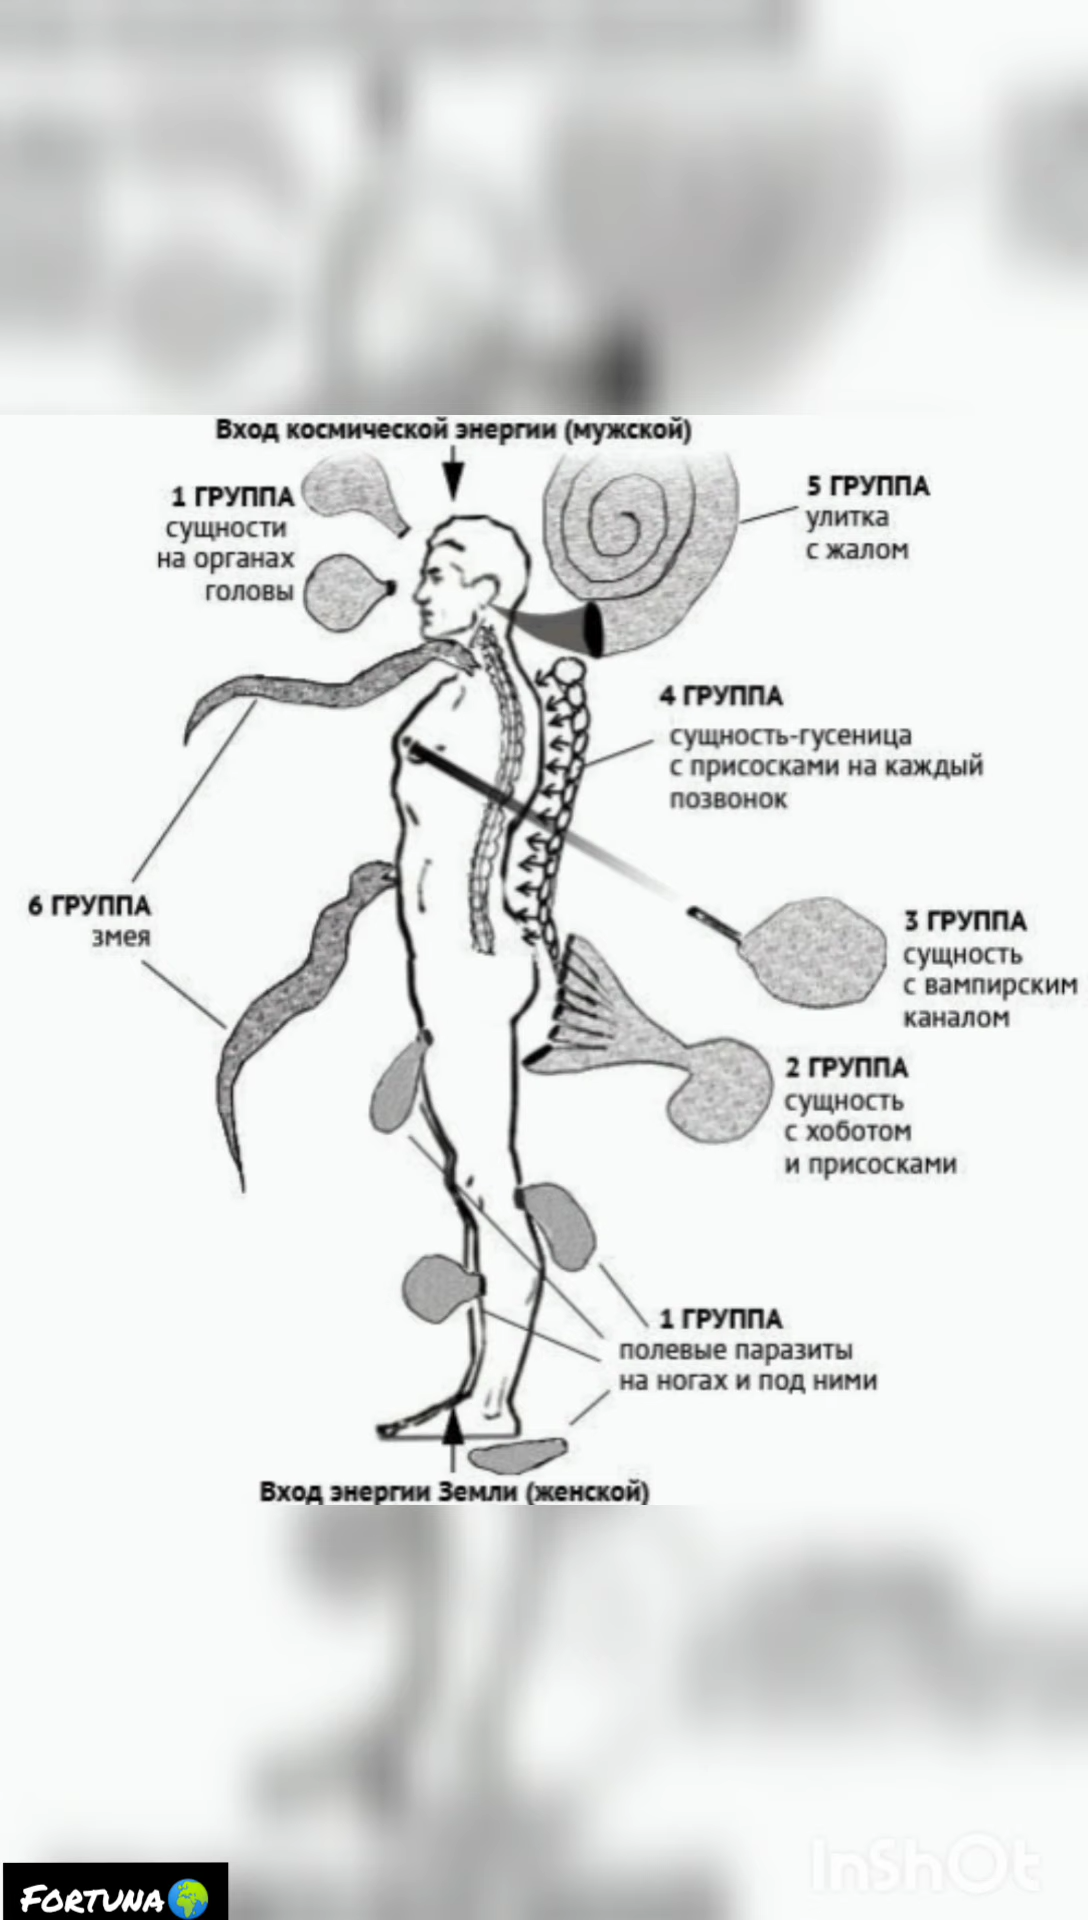 Вход космической энергии (мужской)
1 ГРУППА
сущности
на органах
головы
5 ГРУППА
улитка
с жалом
4 ГРУППА
сущность-гусеница
с присосками на каждый
позвонок
6 ГРУППА
змея
3 ГРУППА
сущность
с вампирским
каналом
2 ГРУППА
сущность
с хоботом
и присосками
1 ГРУППА
полевые паразиты
на ногах и под ними
Вход энергии Земли (женской)
InShOt
FORTUNA